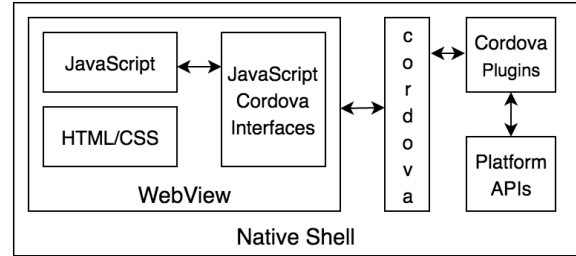 JavaScript
HTML/CSS
JavaScript
Cordova
Interfaces
WebView
c
o
r
d
o
v
a
Cordova
Plugins
Platform
APIs
Native Shell